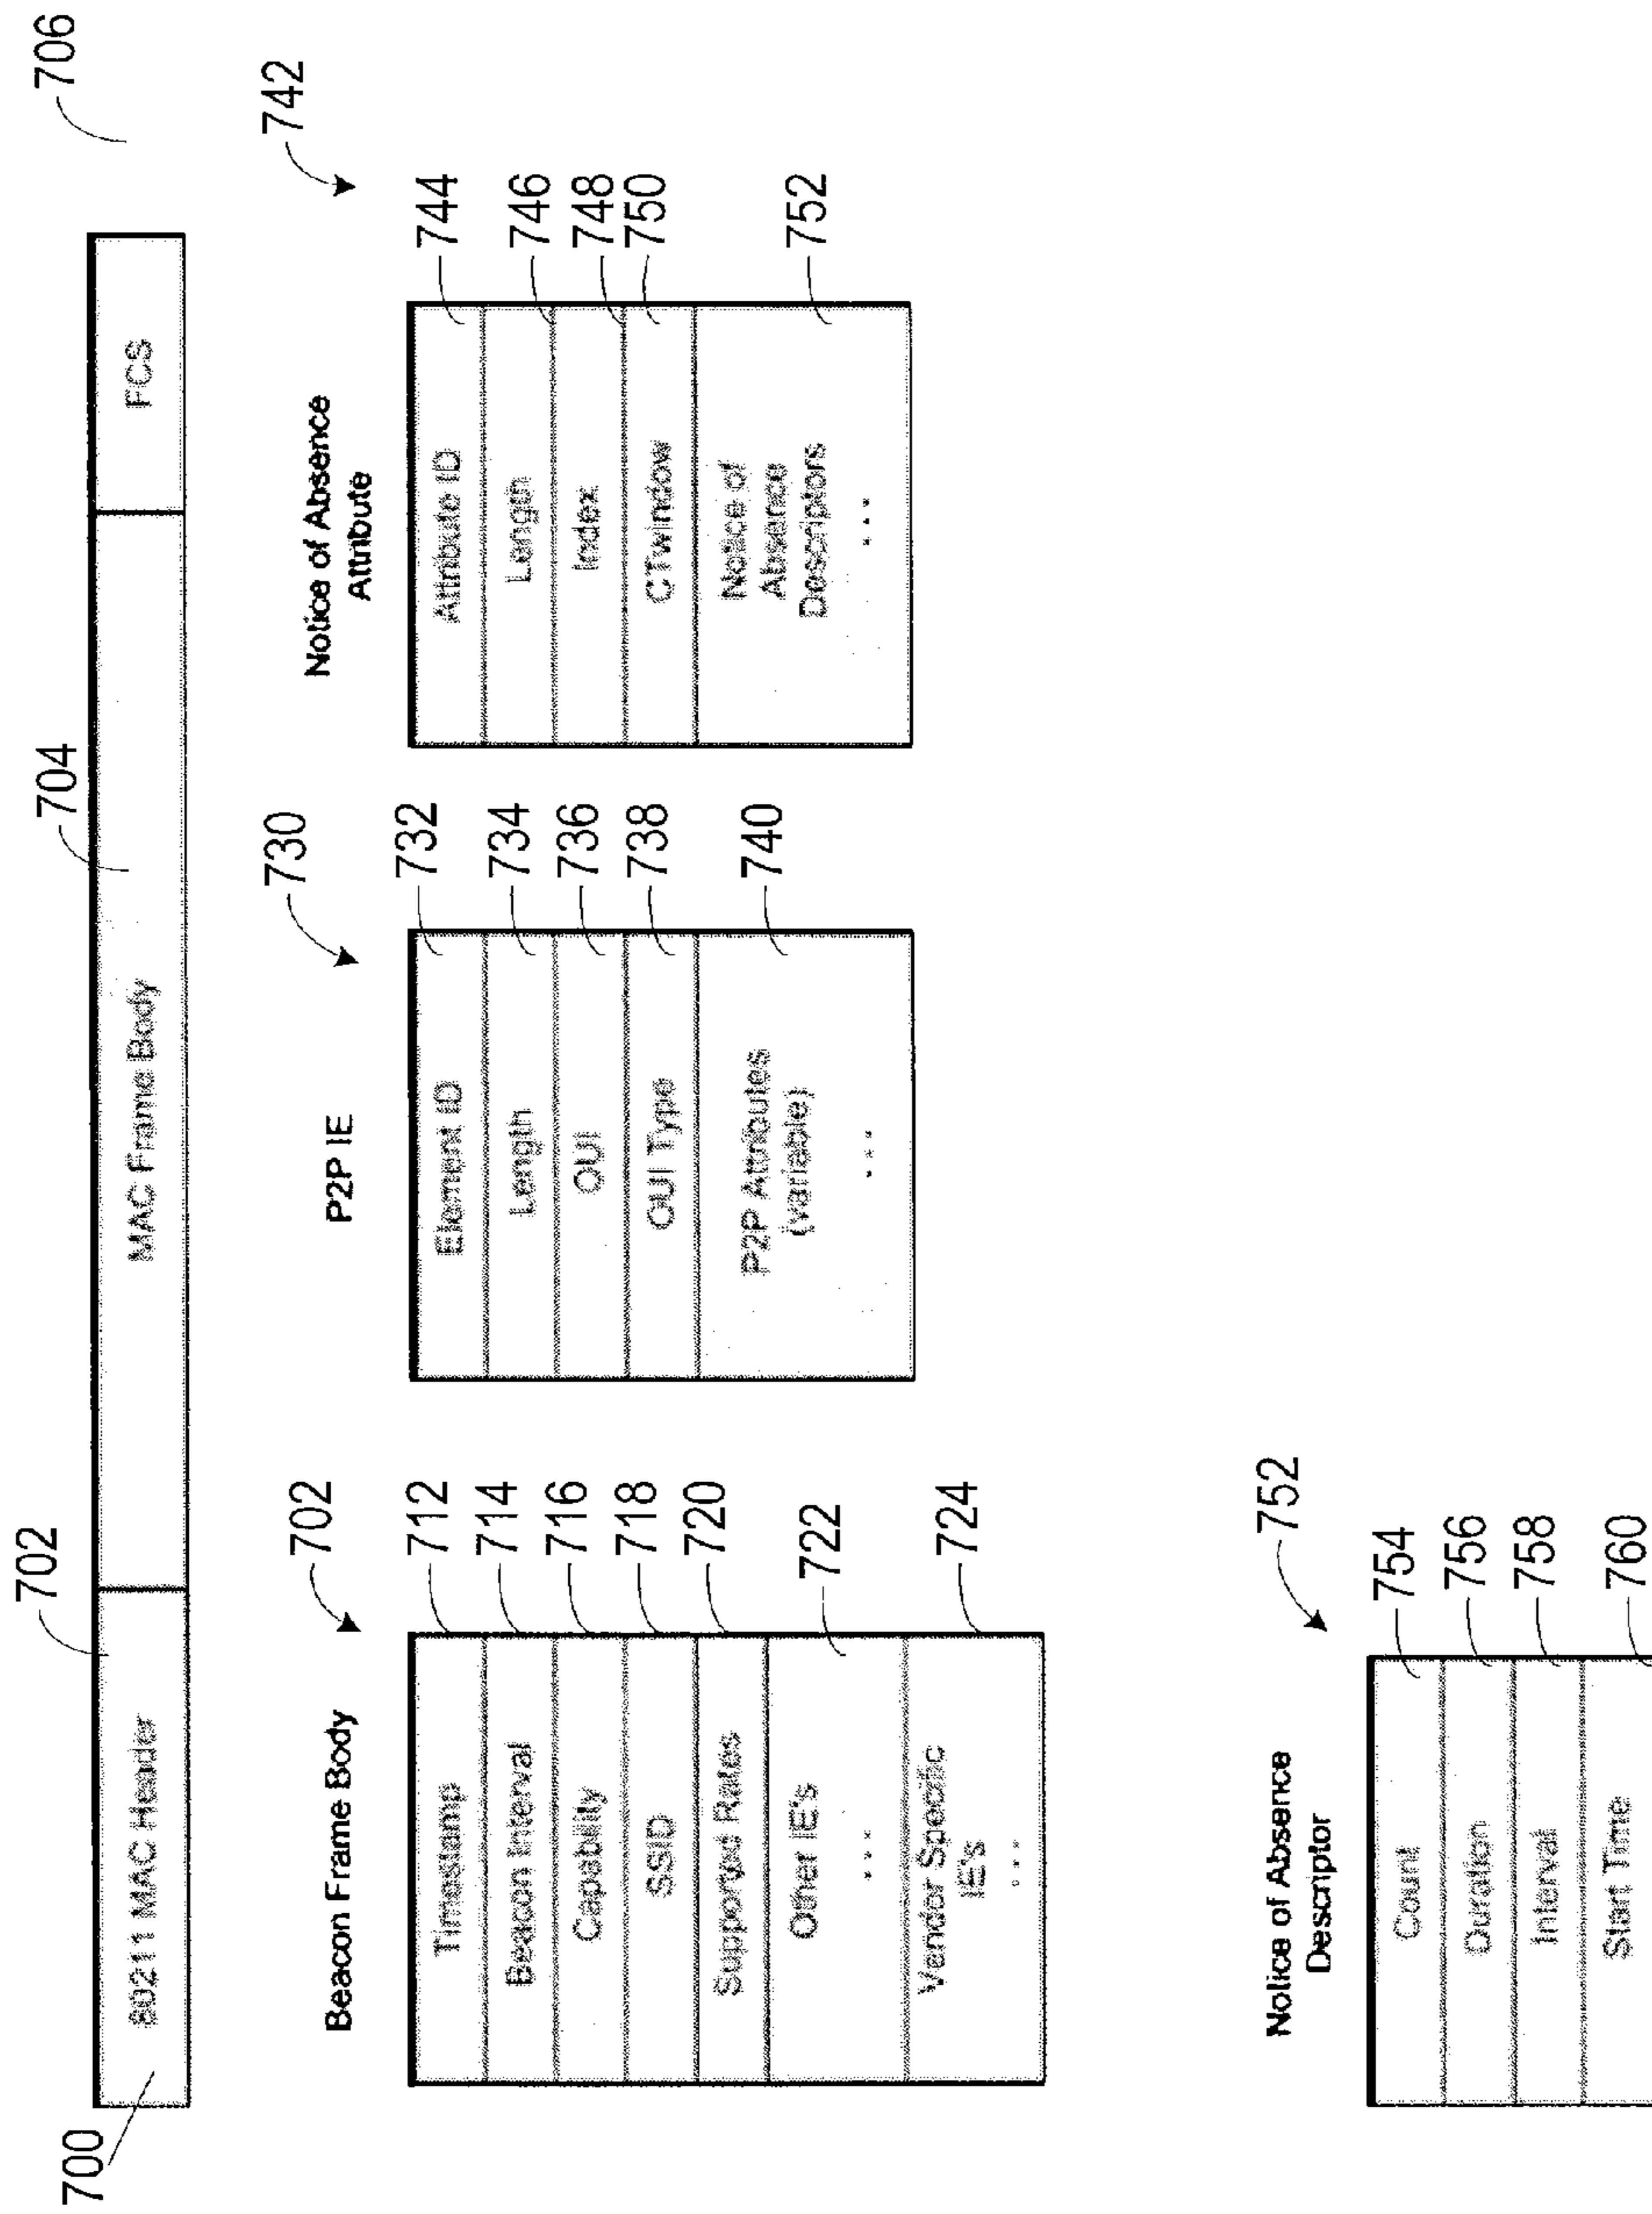 700
702
704
706
80211 MAC Header
MAC Frame Body
FCS
Beacon Frame Body
702
Timestamp
712
Beacon Interval
714
Capability
716
SSID
718
Supported Rates
720
Other IE's
...
722
Vendor Specific
IE's
...
724
P2P IE
730
Element ID
732
Length
734
OUI
736
OUI Type
738
P2P Attributes
(variable)
...
740
Notice of Absence
Attribute
742
Attribute ID
744
Length
746
Index
748
CTwindow
750
Notice of
Absence
Descriptors
...
752
Notice of Absence
Descriptor
752
Count
754
Duration
756
Interval
758
Start Time
760